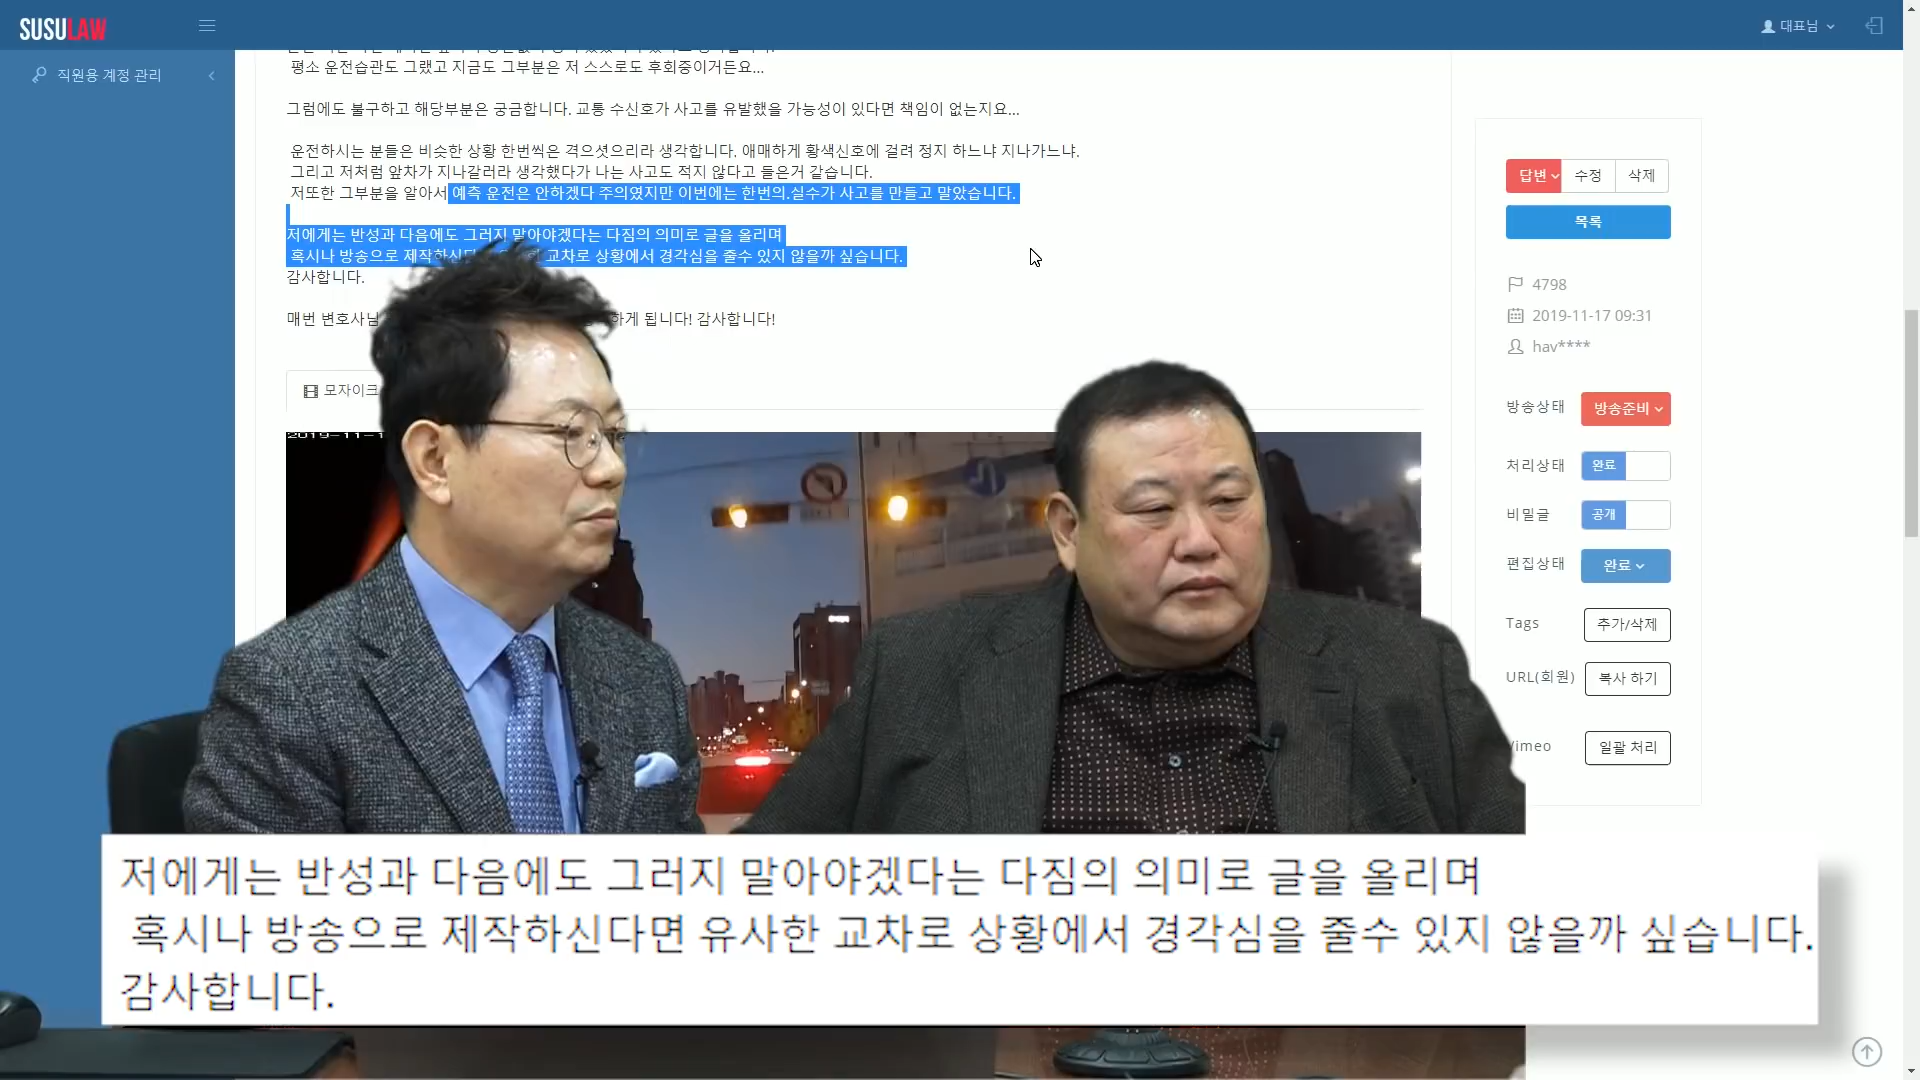 SUSULAW
대표님
직원용 계정 관리
평소 운전습관도 그랬고 지금도 그부분은 저 스스로도 후회중이거든요...
그럼에도 불구하고 해당부분은 궁금합니다. 교통 수신호가 사고를 유발했을 가능성이 있다면 책임이 없는지요...
운전하시는 분들은 비슷한 상황 한번씩은 격으셧으리라 생각합니다. 애매하게 황색신호에 걸려 정지 하느냐 지나가느냐.
그리고 저처럼 앞차가 지나갈러라 생각했다가 나는 사고도 적지 않다고 들은거 같습니다.
저또한 그부분을 알아서 예측 운전은 안하겠다 주의였지만 이번에는 한번의.실수가 사고를 만들고 말았습니다.
저에게는 반성과 다음에도 그러지 말아야겠다는 다짐의 의미로 글을 올리며
혹시나 방송으로 제작하신 교차로 상황에서 경각심을 줄수 있지 않을까 싶습니다.
감사합니다.
매번 변호사님 하게 됩니다! 감사합니다!
모자이크
답변 수정 삭제
목록
4798
2019-11-17 09:31
hav****
방송상태 방송준비
처리상태 완료
비밀글 공개
편집상태 완료
Tags 추가/삭제
URL(회원) 복사 하기
imeo 일괄 처리
저에게는 반성과 다음에도 그러지 말아야겠다는 다짐의 의미로 글을 올리며
혹시나 방송으로 제작하신다면 유사한 교차로 상황에서 경각심을 줄수 있지 않을까 싶습니다.
감사합니다.